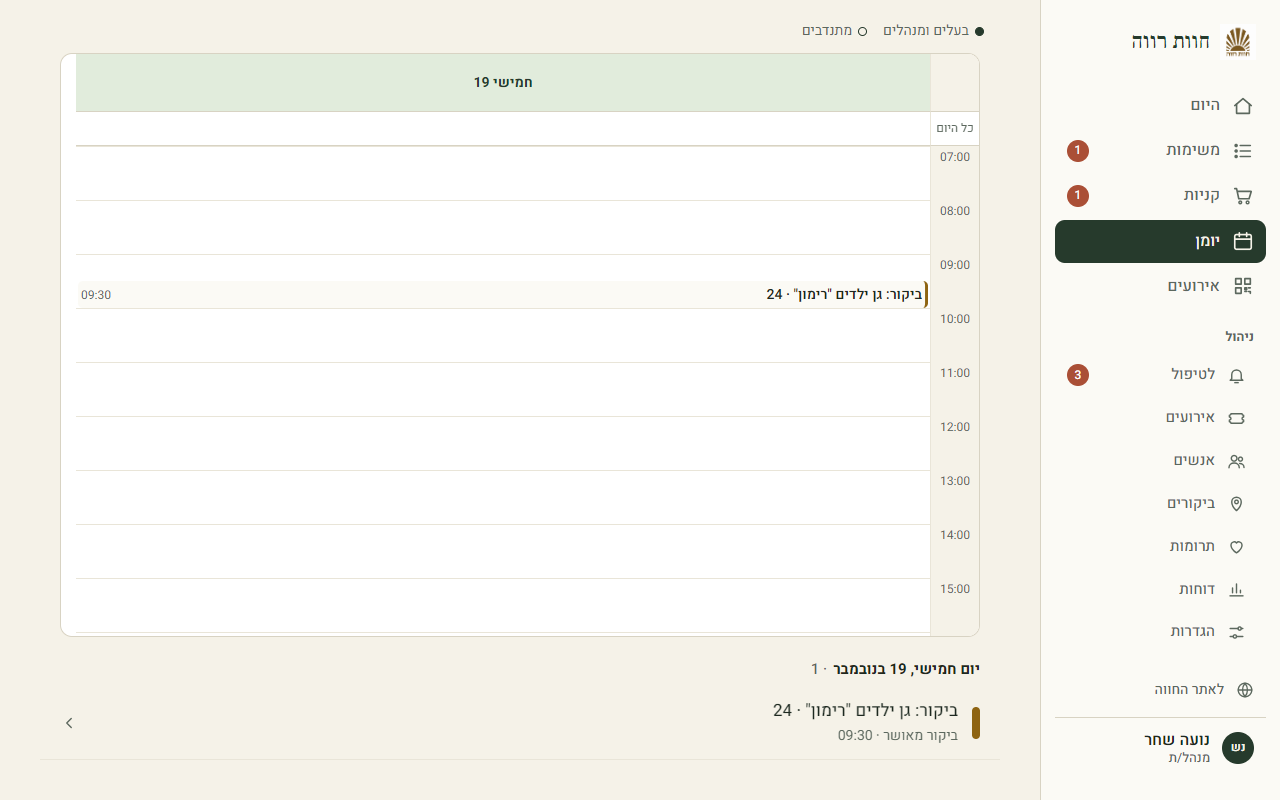 חוות רווה
היום
משימות 1
קניות 1
יומן
אירועים
ניהול
לטיפול 3
אירועים
אנשים
ביקורים
תרומות
דוחות
הגדרות
לאתר החווה
נש
נועה שחר
מנהל/ת
בעלים ומנהלים
מתנדבים
חמישי 19
כל היום
07:00
08:00
09:00
ביקור: גן ילדים "רימון" · 24 09:30
10:00
11:00
12:00
13:00
14:00
15:00
יום חמישי, 19 בנובמבר · 1
ביקור: גן ילדים "רימון" · 24
ביקור מאושר · 09:30